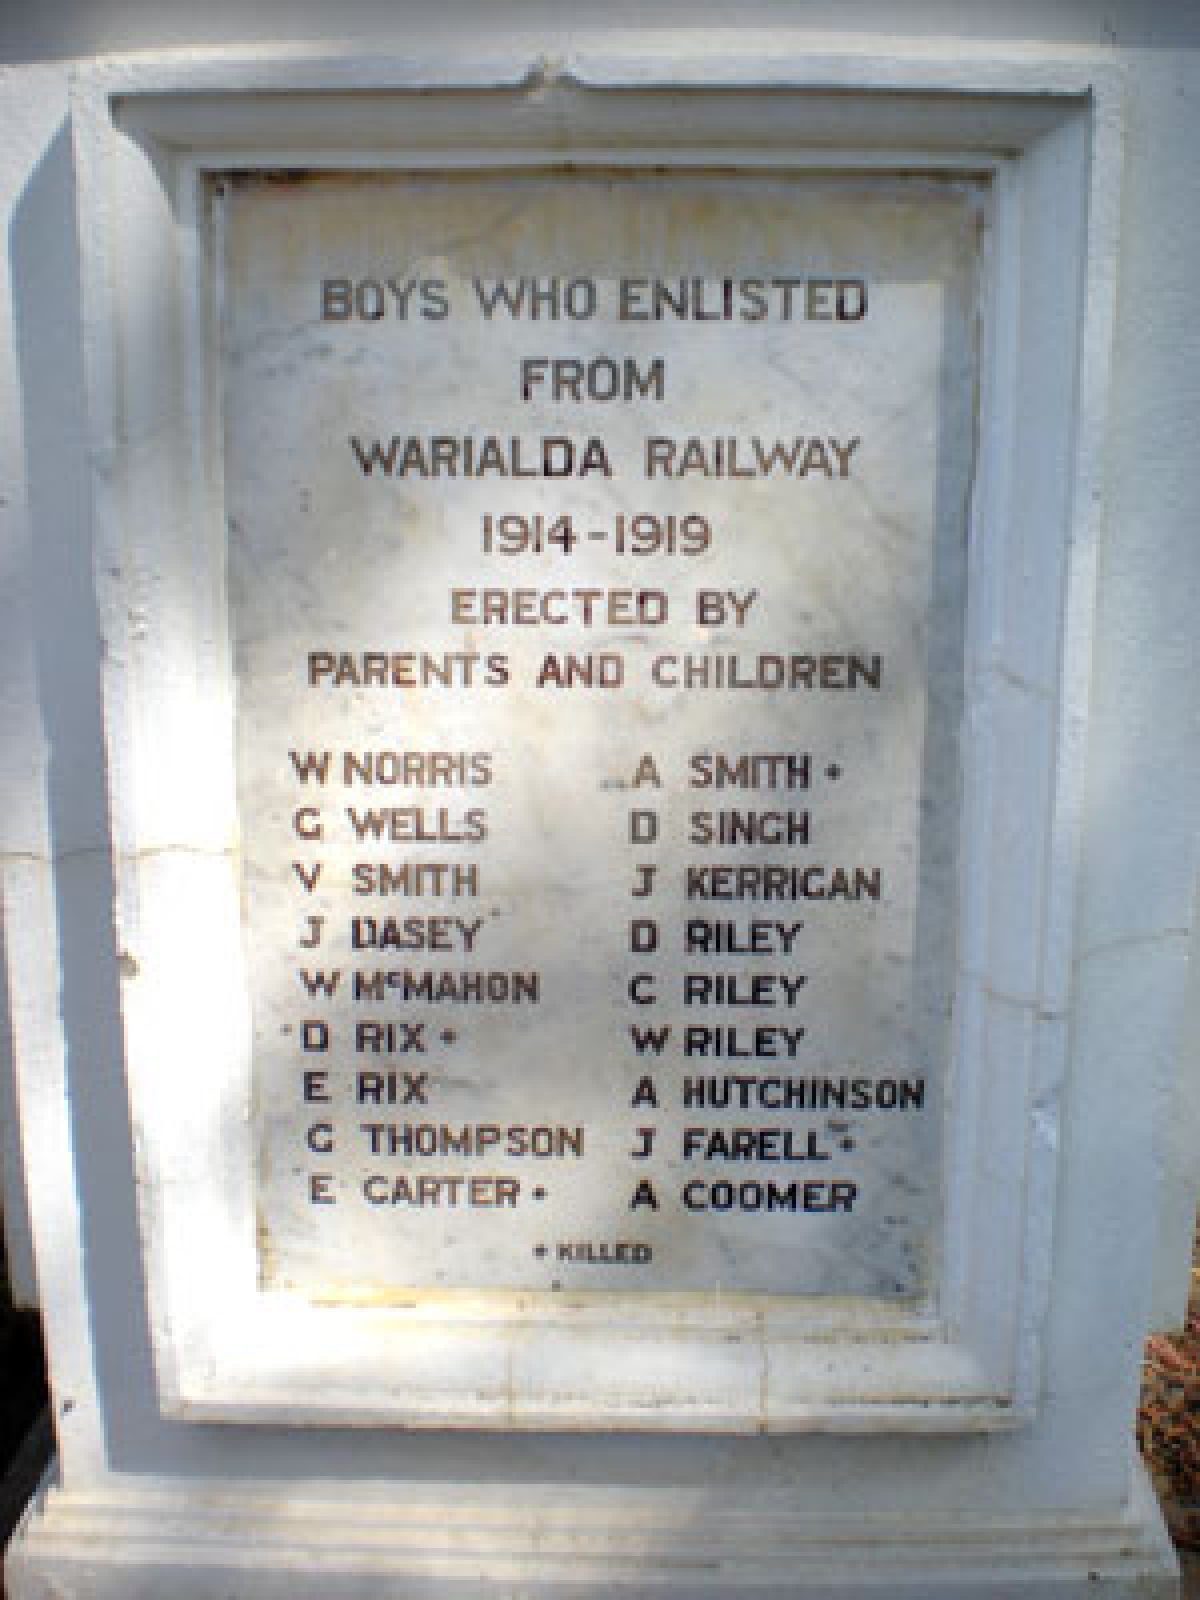 BOYS WHO ENLISTED
FROM
WARIALDA RAILWAY
1914-1919
ERECTED BY
PARENTS AND CHILDREN
W NORRIS
G WELLS
V SMITH
J DASEY
W McMAHON
D RIX •
E RIX
G THOMPSON
E CARTER •
A SMITH •
D SINGH
J KERRIGAN
D RILEY
C RILEY
W RILEY
A HUTCHINSON
J FARELL •
A COOMER
• KILLED